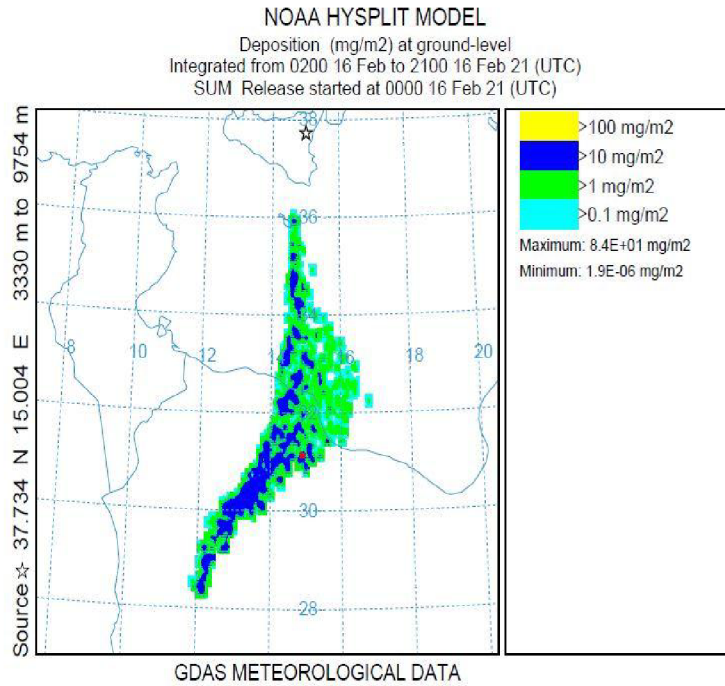 NOAA HYSPLIT MODEL
Deposition (mg/m2) at ground-level
Integrated from 0200 16 Feb to 2100 16 Feb 21 (UTC)
SUM Release started at 0000 16 Feb 21 (UTC)
Source ☆ 37.734 N 15.004 E 3330 m to 9754 m
38
36
34
8 10 12 14 16 18 20
30
28
>100 mg/m2
>10 mg/m2
>1 mg/m2
>0.1 mg/m2
Maximum: 8.4E+01 mg/m2
Minimum: 1.9E-06 mg/m2
GDAS METEOROLOGICAL DATA